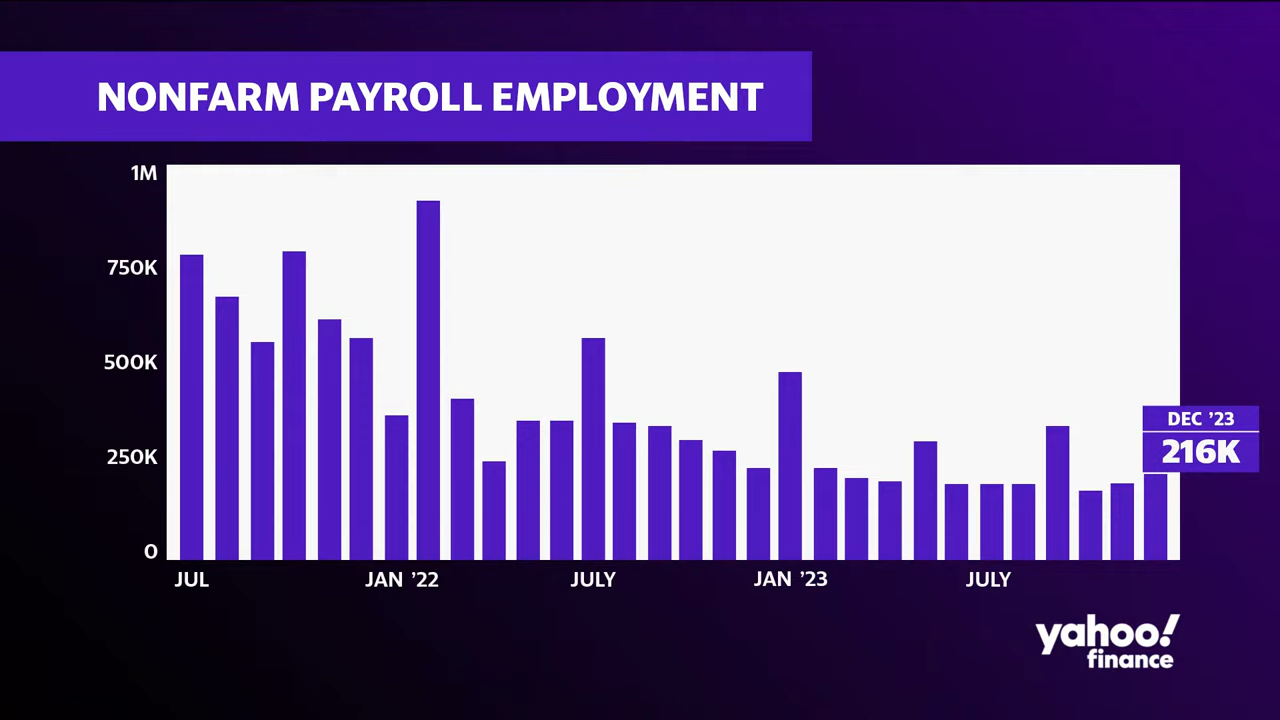 NONFARM PAYROLL EMPLOYMENT
1M
750K
500K
250K
0
DEC ’23
216K
JUL
JAN ’22
JULY
JAN ’23
JULY
yahoo!
finance